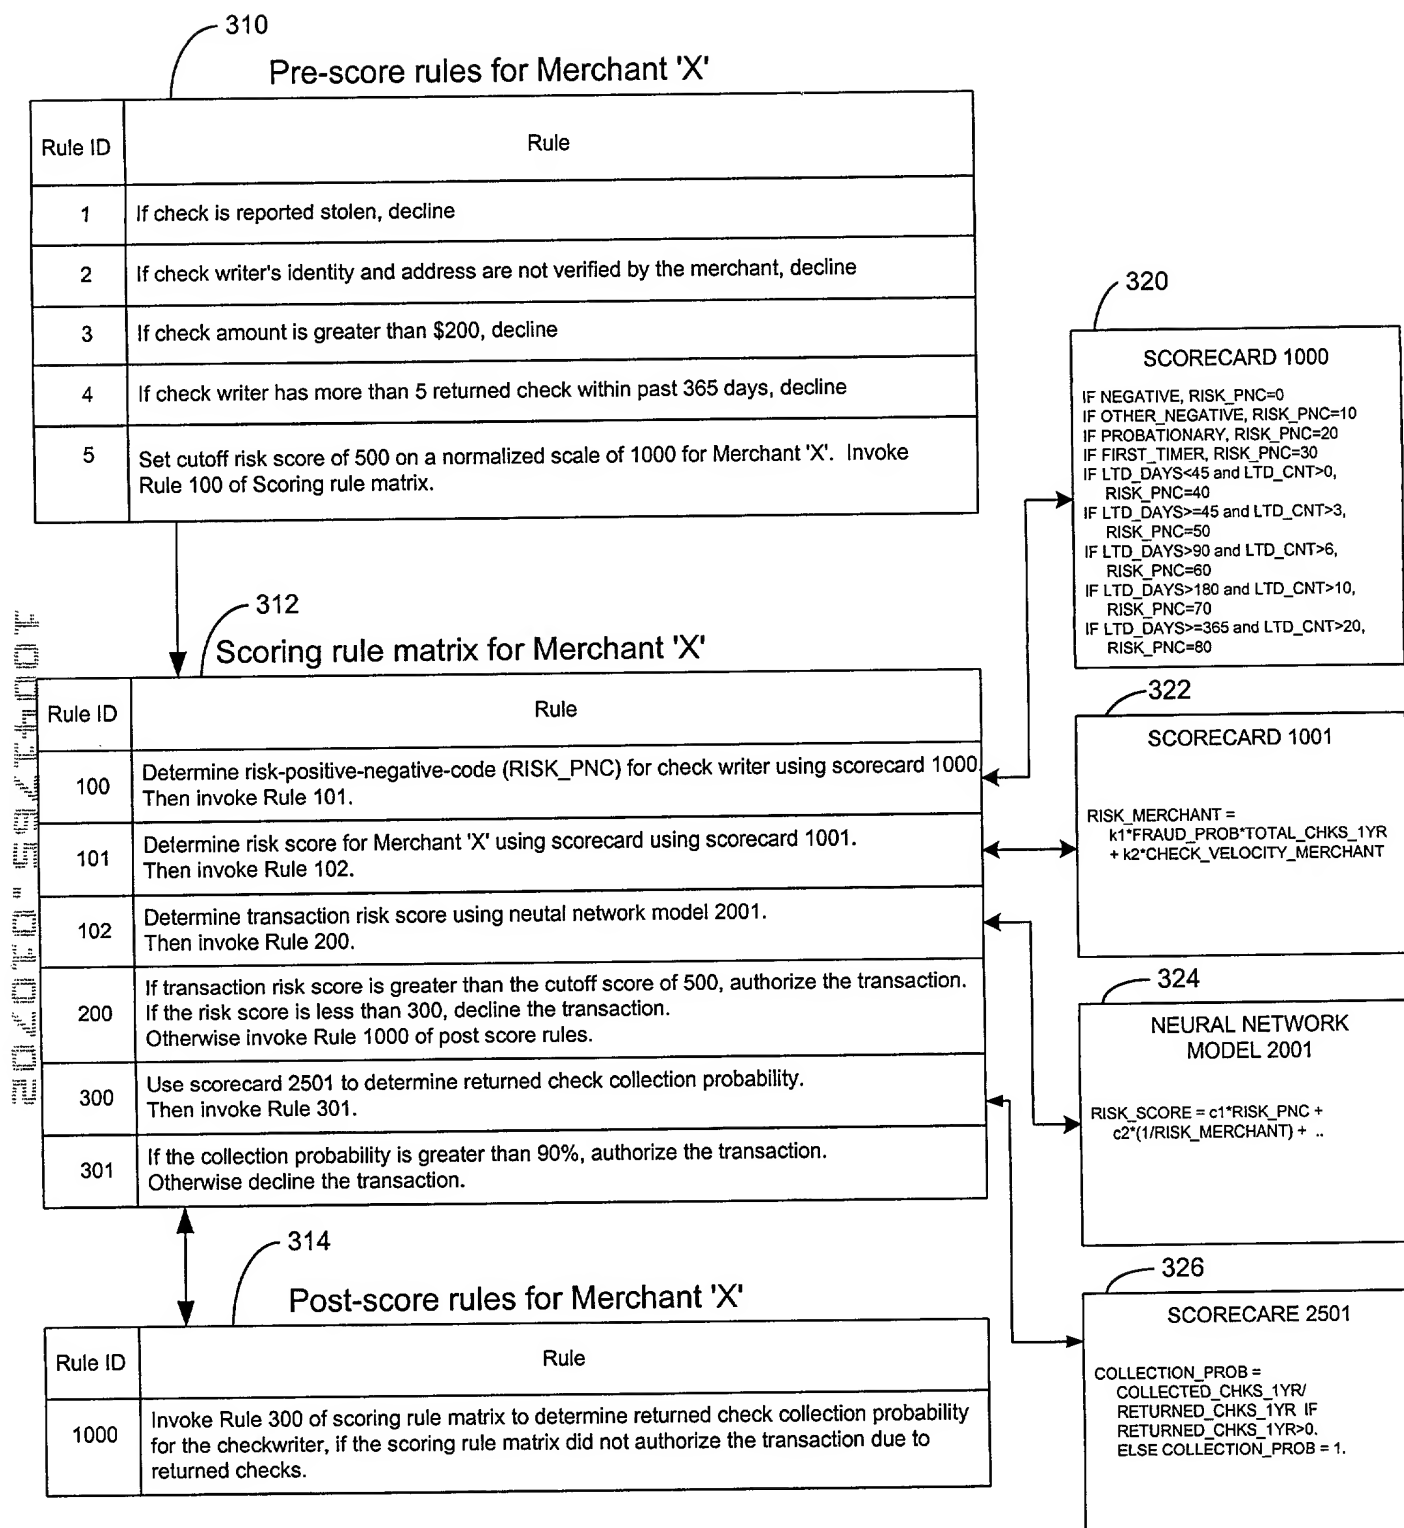 310
Pre-score rules for Merchant 'X'
Rule ID
Rule
1
If check is reported stolen, decline
2
If check writer's identity and address are not verified by the merchant, decline
3
If check amount is greater than $200, decline
4
If check writer has more than 5 returned check within past 365 days, decline
5
Set cutoff risk score of 500 on a normalized scale of 1000 for Merchant 'X'. Invoke
Rule 100 of Scoring rule matrix.
312
Scoring rule matrix for Merchant 'X'
Rule ID
Rule
100
Determine risk-positive-negative-code (RISK_PNC) for check writer using scorecard 1000.
Then invoke Rule 101.
101
Determine risk score for Merchant 'X' using scorecard using scorecard 1001.
Then invoke Rule 102.
102
Determine transaction risk score using neutal network model 2001.
Then invoke Rule 200.
200
If transaction risk score is greater than the cutoff score of 500, authorize the transaction.
If the risk score is less than 300, decline the transaction.
Otherwise invoke Rule 1000 of post score rules.
300
Use scorecard 2501 to determine returned check collection probability.
Then invoke Rule 301.
301
If the collection probability is greater than 90%, authorize the transaction.
Otherwise decline the transaction.
314
Post-score rules for Merchant 'X'
Rule ID
Rule
1000
Invoke Rule 300 of scoring rule matrix to determine returned check collection probability
for the checkwriter, if the scoring rule matrix did not authorize the transaction due to
returned checks.
320
SCORECARD 1000
IF NEGATIVE, RISK_PNC=0
IF OTHER_NEGATIVE, RISK_PNC=10
IF PROBATIONARY, RISK_PNC=20
IF FIRST_TIMER, RISK_PNC=30
IF LTD_DAYS<45 and LTD_CNT>0,
RISK_PNC=40
IF LTD_DAYS>=45 and LTD_CNT>3,
RISK_PNC=50
IF LTD_DAYS>90 and LTD_CNT>6,
RISK_PNC=60
IF LTD_DAYS>180 and LTD_CNT>10,
RISK_PNC=70
IF LTD_DAYS>=365 and LTD_CNT>20,
RISK_PNC=80
322
SCORECARD 1001
RISK_MERCHANT =
k1*FRAUD_PROB*TOTAL_CHKS_1YR
+ k2*CHECK_VELOCITY_MERCHANT
324
NEURAL NETWORK
MODEL 2001
RISK_SCORE = c1*RISK_PNC +
c2*(1/RISK_MERCHANT) + ..
326
SCORECARE 2501
COLLECTION_PROB =
COLLECTED_CHKS_1YR/
RETURNED_CHKS_1YR IF
RETURNED_CHKS_1YR>0.
ELSE COLLECTION_PROB = 1.